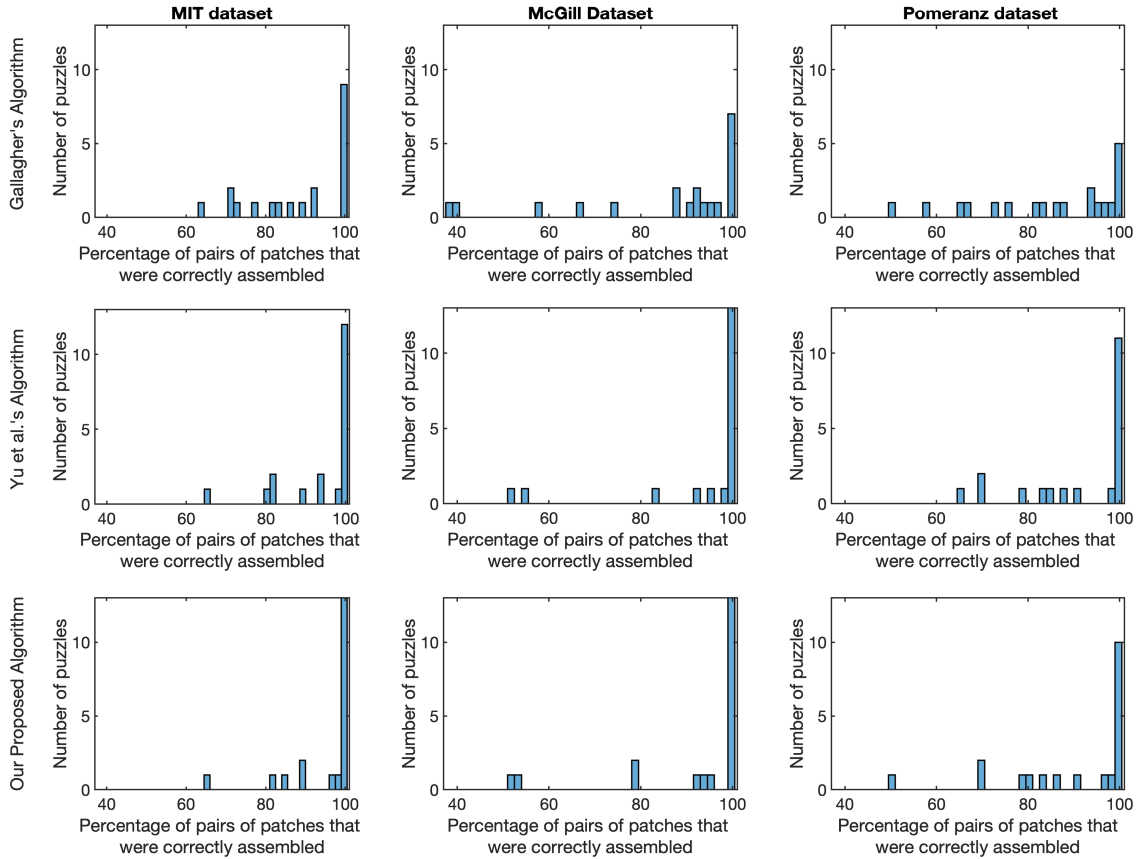 MIT dataset
McGill Dataset
Pomeranz dataset
Gallagher's Algorithm
Number of puzzles
10
5
0
40 60 80 100
Percentage of pairs of patches that
were correctly assembled
Number of puzzles
10
5
0
40 60 80 100
Percentage of pairs of patches that
were correctly assembled
Number of puzzles
10
5
0
40 60 80 100
Percentage of pairs of patches that
were correctly assembled
Yu et al.'s Algorithm
Number of puzzles
10
5
0
40 60 80 100
Percentage of pairs of patches that
were correctly assembled
Number of puzzles
10
5
0
40 60 80 100
Percentage of pairs of patches that
were correctly assembled
Number of puzzles
10
5
0
40 60 80 100
Percentage of pairs of patches that
were correctly assembled
Our Proposed Algorithm
Number of puzzles
10
5
0
40 60 80 100
Percentage of pairs of patches that
were correctly assembled
Number of puzzles
10
5
0
40 60 80 100
Percentage of pairs of patches that
were correctly assembled
Number of puzzles
10
5
0
40 60 80 100
Percentage of pairs of patches that
were correctly assembled